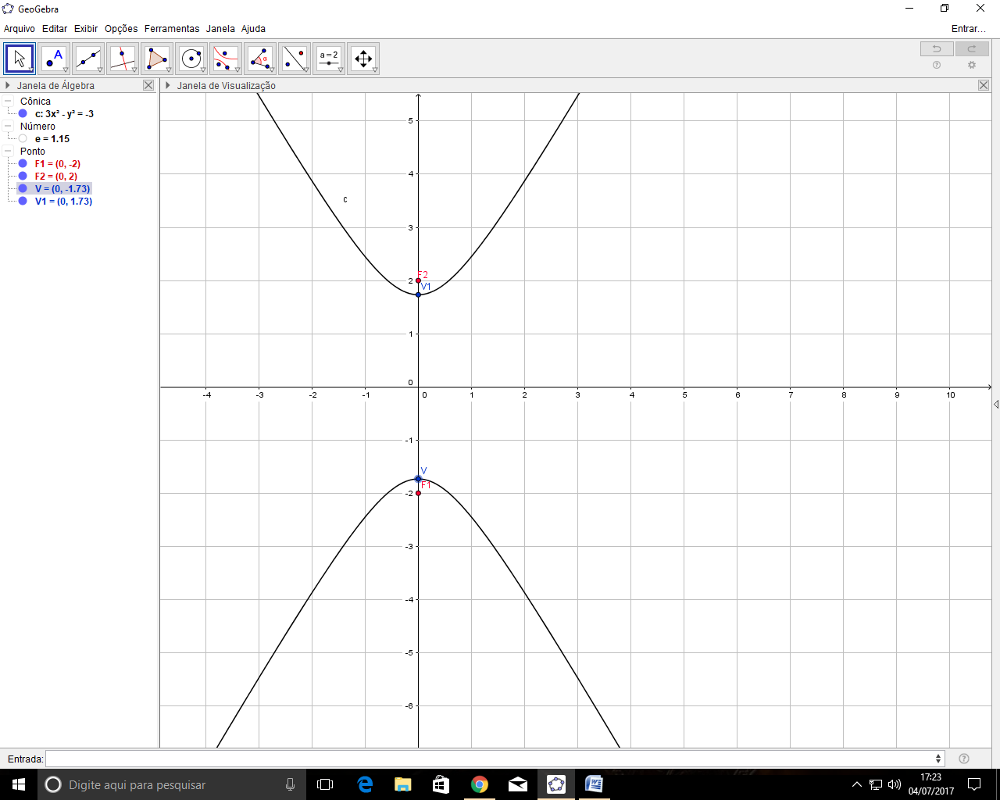 GeoGebra
Arquivo Editar Exibir Opções Ferramentas Janela Ajuda Entrar...
A α a = 2
Janela de Álgebra Janela de Visualização
Cônica
c: 3x² - y² = -3
Número
e = 1.15
Ponto
F1 = (0, -2)
F2 = (0, 2)
V = (0, -1.73)
V1 = (0, 1.73)
5
4
c
3
F2
2
V1
1
0
-4 -3 -2 -1 0 1 2 3 4 5 6 7 8 9 10
-1
V
F1
-2
-3
-4
-5
-6
Entrada:
Digite aqui para pesquisar
17:23
04/07/2017